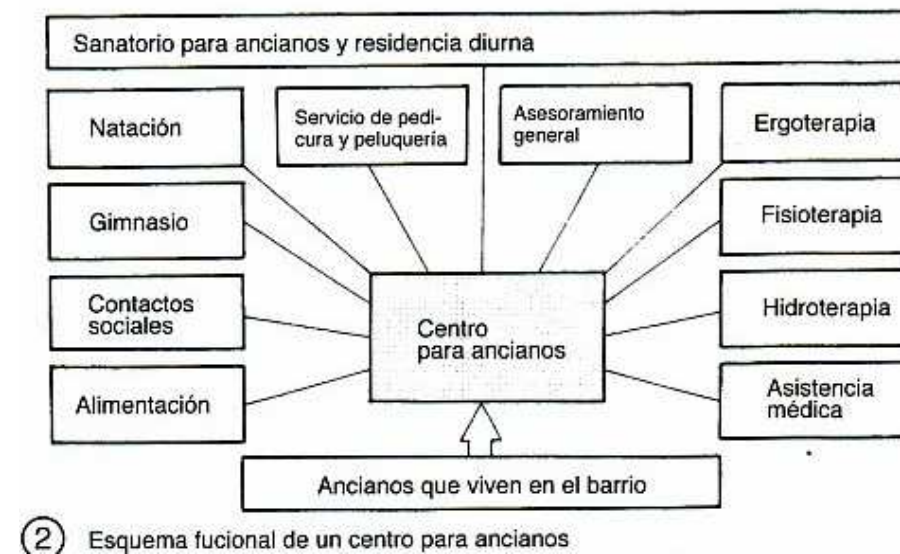 Sanatorio para ancianos y residencia diurna
Natación
Servicio de pedi-
cura y peluquería
Asesoramiento
general
Ergoterapia
Gimnasio
Fisioterapia
Contactos
sociales
Centro
para ancianos
Hidroterapia
Alimentación
Asistencia
médica
Ancianos que viven en el barrio
2 Esquema fucional de un centro para ancianos